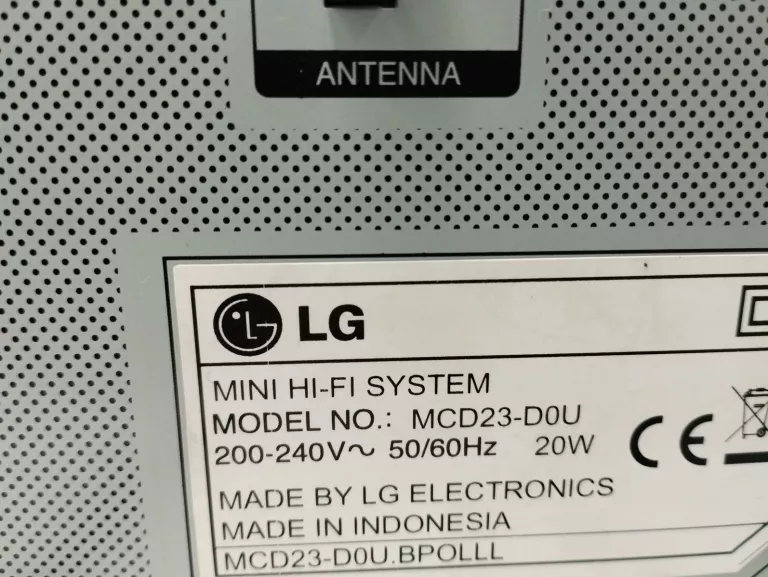 ANTENNA
LG
MINI HI-FI SYSTEM
MODEL NO.: MCD23-D0U
200-240V~ 50/60Hz 20W
CE
MADE BY LG ELECTRONICS
MADE IN INDONESIA
MCD23-D0U.BPOLLL